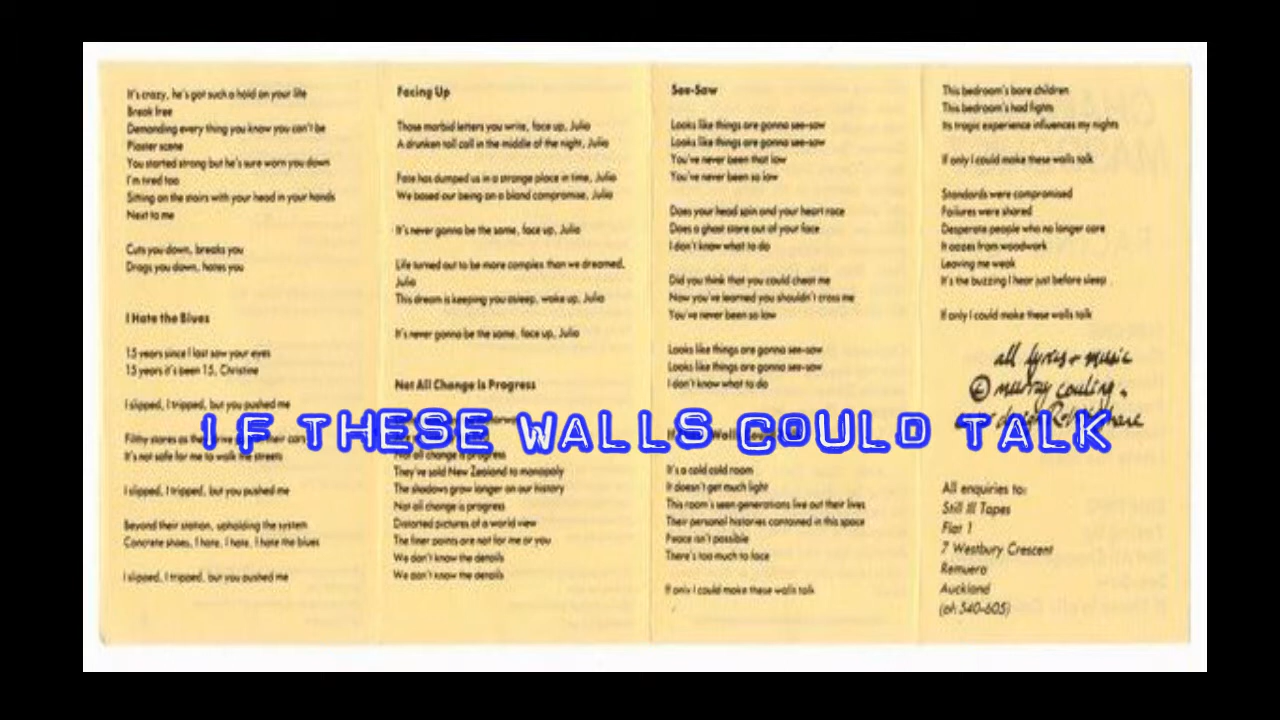 It's crazy, he's got such a hold on your life
Break free
Demanding every thing you know you can't be
Plaster scene
You started strong but he's sure worn you down
I'm tired too
Sitting on the stairs with your head in your hands
Next to me
Cuts you down, breaks you
Drags you down, hates you
I Hate the Blues
15 years since I last saw your eyes
15 years it's been 15, Christine
I slipped, I tripped, but you pushed me
Filthy stares as they drive their cars
It's not safe for me to walk the streets
I slipped, I tripped, but you pushed me
Beyond their station, upholding the system
Concrete shoes, I hate, I hate, I hate the blues
I slipped, I tripped, but you pushed me
Facing Up
Those morbid letters you write, face up, Julia
A drunken toll call in the middle of the night, Julia
Fate has dumped us in a strange place in time, Julia
We based our being on a bland compromise, Julia
It's never gonna be the same, face up, Julia
Life turned out to be more complex than we dreamed,
Julia
This dream is keeping you asleep, wake up, Julia
It's never gonna be the same, face up, Julia
Not All Change Is Progress
Not all change is progress
They've sold New Zealand to monopoly
The shadows grow longer on our history
Not all change is progress
Distorted pictures of a world view
The finer points are not for me or you
We don't know the details
We don't know the details
See-Saw
Looks like things are gonna see-saw
Looks like things are gonna see-saw
You've never been that low
You've never been so low
Does your head spin and your heart race
Does a ghost stare out of your face
I don't know what to do
Did you think that you could cheat me
Now you've learned you shouldn't cross me
You've never been so low
Looks like things are gonna see-saw
Looks like things are gonna see-saw
I don't know what to do
It's a cold cold room
It doesn't get much light
This room's seen generations live out their lives
Their personal histories contained in this space
Peace isn't possible
There's too much to face
If only I could make these walls talk
This bedroom's bore children
This bedroom's had fights
Its tragic experience influences my nights
If only I could make these walls talk
Standards were compromised
Failures were shared
Desperate people who no longer care
It oozes from woodwork
Leaving me weak
It's the buzzing I hear just before sleep
If only I could make these walls talk
all lyrics + music
© murray couling.
All enquiries to:
Still Ill Tapes
Flat 1
7 Westbury Crescent
Remuera
Auckland
(ph 540-605)
IF THESE WALLS COULD TALK